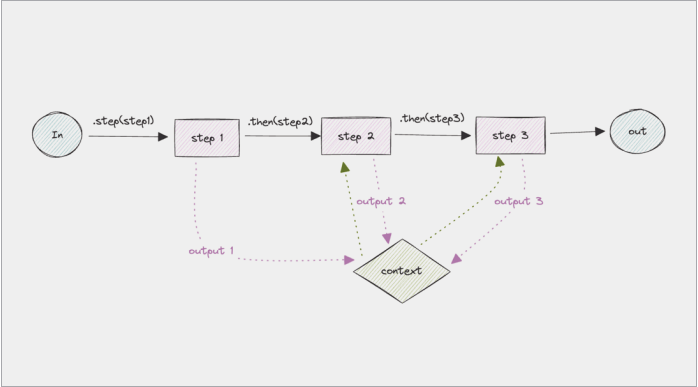 .step(step1)
.then(step2)
.then(step3)
In
step 1
step 2
step 3
out
output 2
output 3
output 1
context